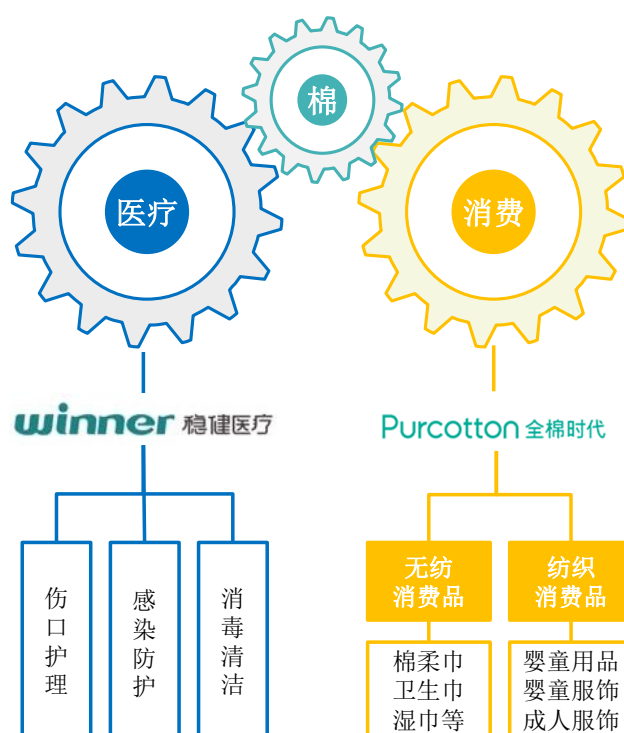 棉
医疗
消费
winner 稳健医疗
Purcotton 全棉时代
伤口护理
感染防护
消毒清洁
无纺
消费品
棉柔巾
卫生巾
湿巾等
纺织
消费品
婴童用品
婴童服饰
成人服饰